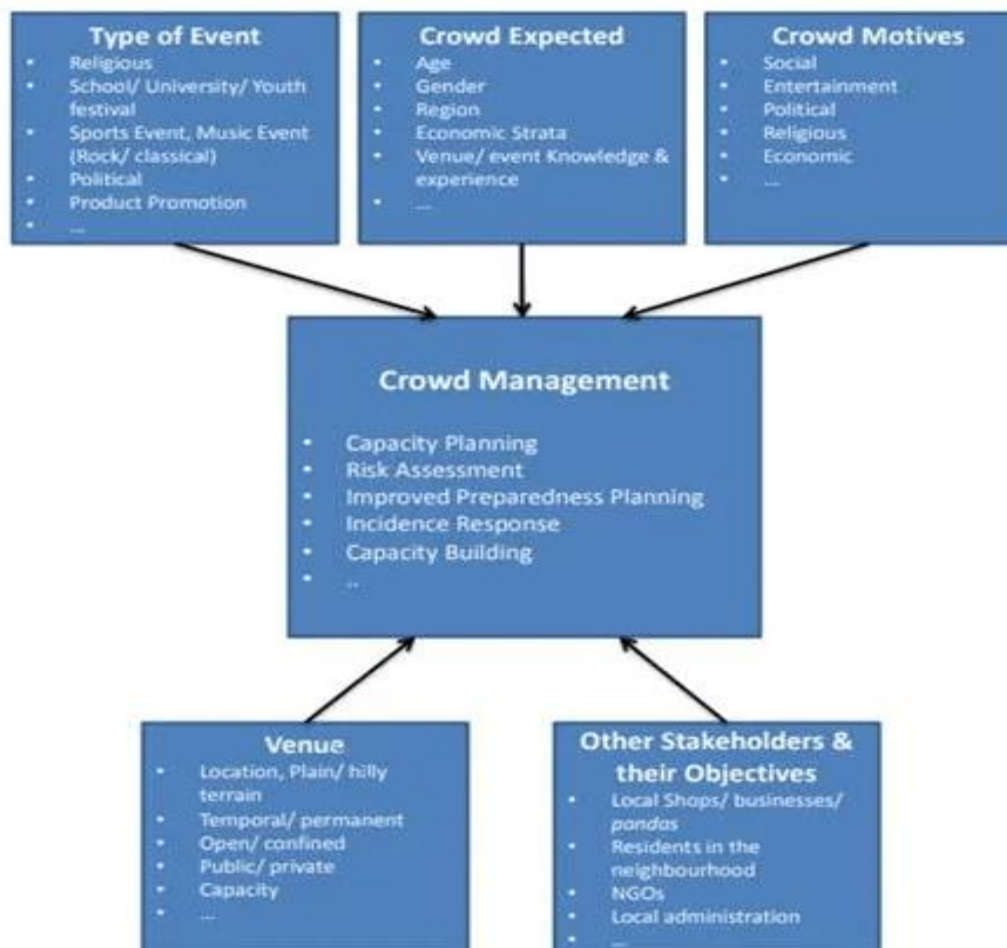 Type of Event
• Religious
• School/ University/ Youth
festival
• Sports Event, Music Event
(Rock/ classical)
• Political
• Product Promotion
• ...
Crowd Expected
• Age
• Gender
• Region
• Economic Strata
• Venue/ event Knowledge &
experience
• ...
Crowd Motives
• Social
• Entertainment
• Political
• Religious
• Economic
• ...
Crowd Management
• Capacity Planning
• Risk Assessment
• Improved Preparedness Planning
• Incidence Response
• Capacity Building
• ..
Venue
• Location, Plain/ hilly
terrain
• Temporal/ permanent
• Open/ confined
• Public/ private
• Capacity
• ...
Other Stakeholders &
their Objectives
• Local Shops/ businesses/
pandas
• Residents in the
neighbourhood
• NGOs
• Local administration
• ...